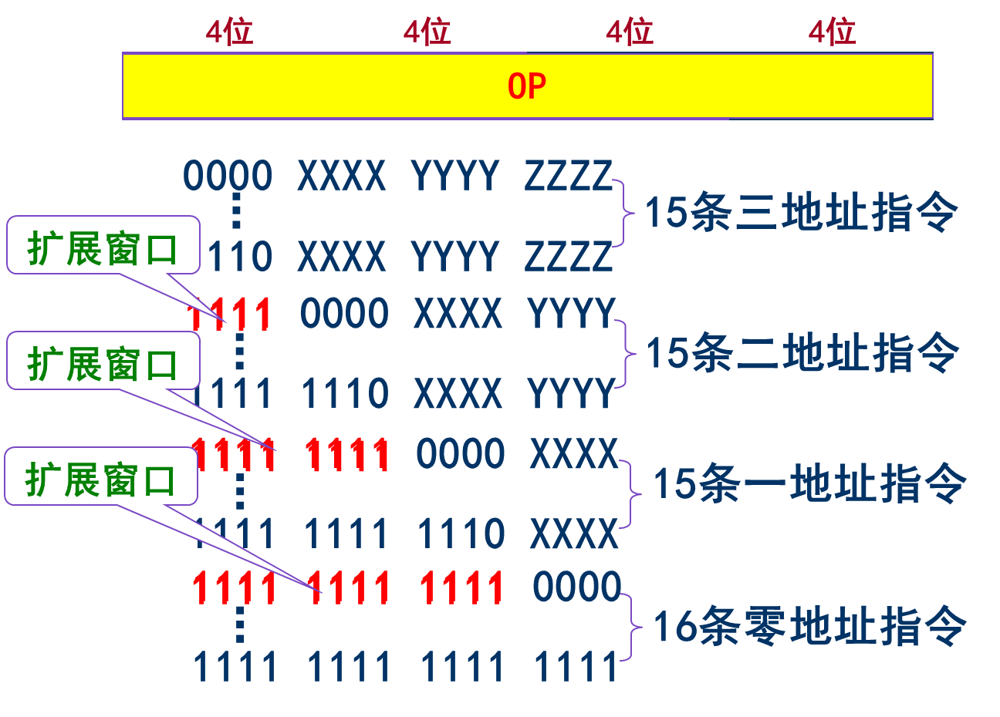 4位 4位 4位 4位
OP
0000 XXXX YYYY ZZZZ
15条三地址指令
扩展窗口
110 XXXX YYYY ZZZZ
1111 0000 XXXX YYYY
15条二地址指令
扩展窗口
1111 1110 XXXX YYYY
1111 1111 0000 XXXX
15条一地址指令
扩展窗口
1111 1111 1110 XXXX
1111 1111 1111 0000
16条零地址指令
1111 1111 1111 1111